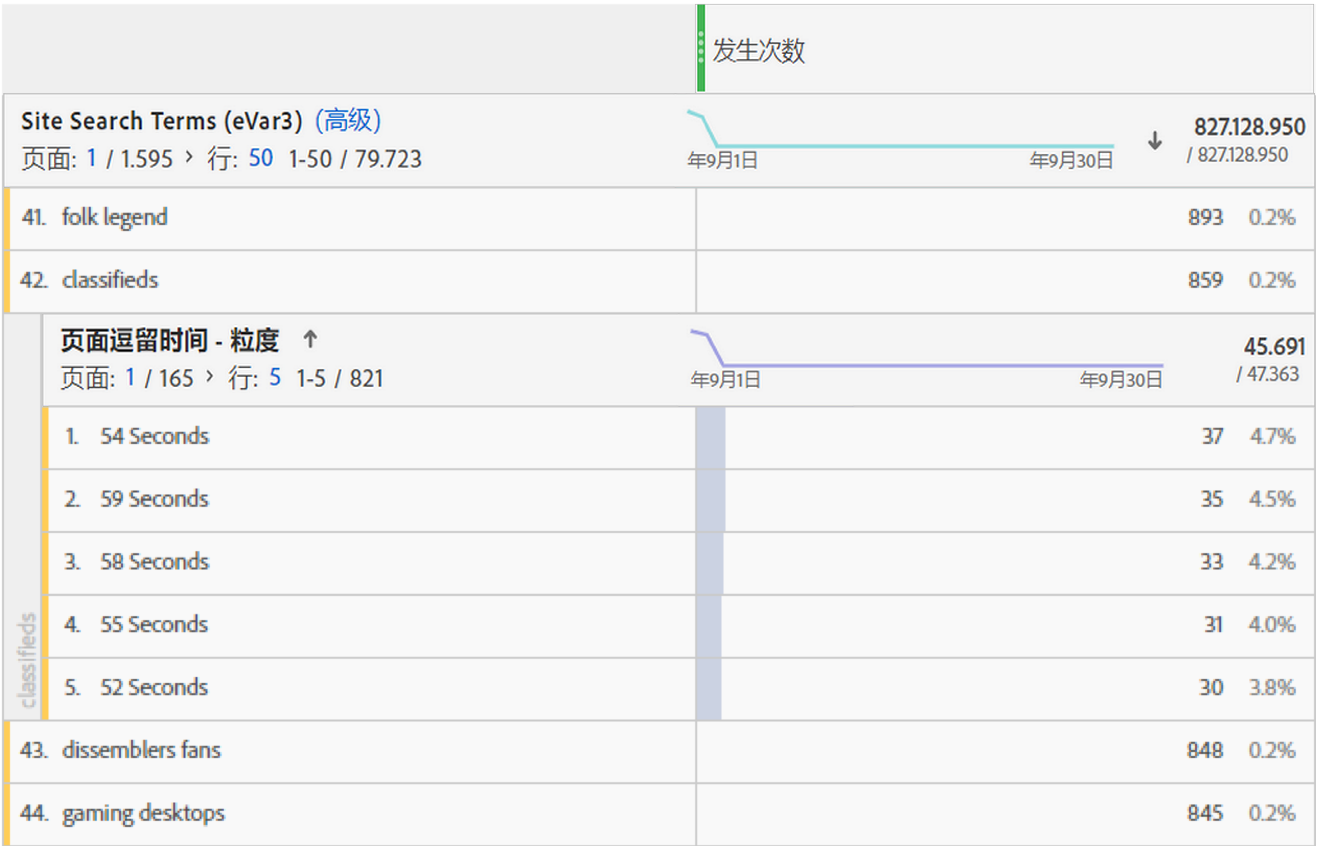 发生次数
Site Search Terms (eVar3) (高级)
页面: 1 / 1.595 > 行: 50 1-50 / 79.723
年9月1日 年9月30日
↓ 827.128.950
/ 827.128.950
41. folk legend 893 0.2%
42. classifieds 859 0.2%
页面逗留时间 - 粒度 ↑
页面: 1 / 165 > 行: 5 1-5 / 821
年9月1日 年9月30日
45.691
/ 47.363
classifieds
1. 54 Seconds 37 4.7%
2. 59 Seconds 35 4.5%
3. 58 Seconds 33 4.2%
4. 55 Seconds 31 4.0%
5. 52 Seconds 30 3.8%
43. dissemblers fans 848 0.2%
44. gaming desktops 845 0.2%